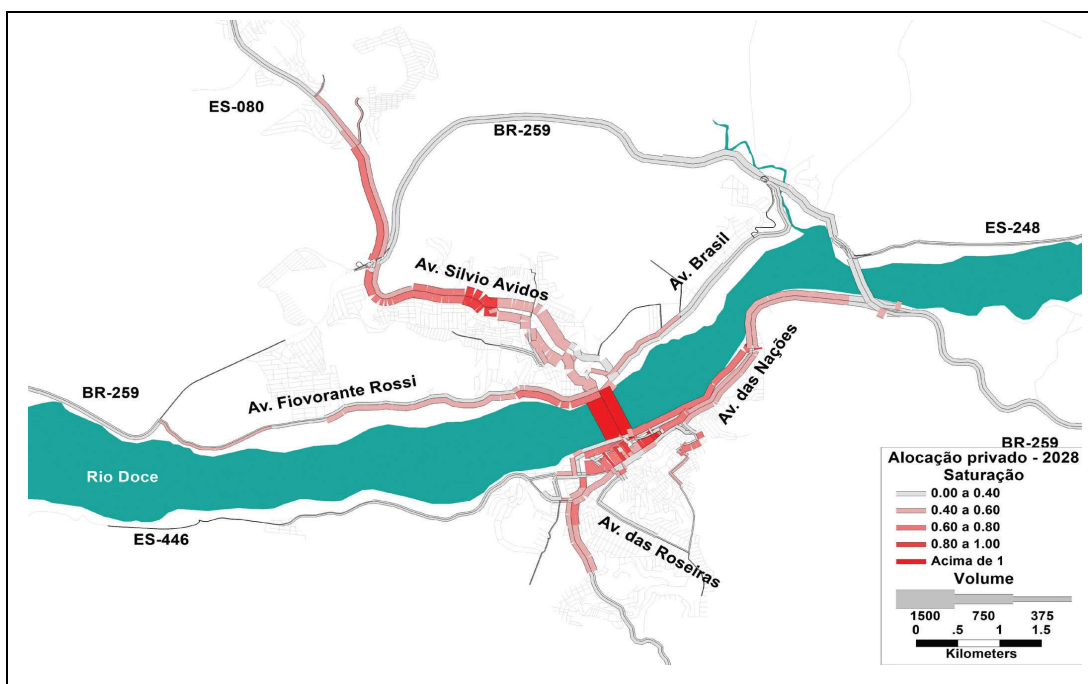 ES-080
BR-259
ES-248
Av. Brasil
Av. Silvio Avidos
Av. das Nações
Av. Fiovorante Rossi
BR-259
BR-259
Rio Doce
Av. das Roseiras
ES-446
Alocação privado - 2028
Saturação
0.00 a 0.40
0.40 a 0.60
0.60 a 0.80
0.80 a 1.00
Acima de 1
Volume
1500 750 375
0 .5 1 1.5
Kilometers